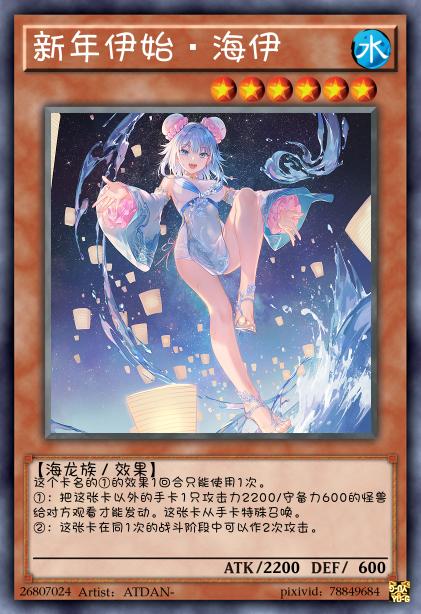 新年伊始·海伊
水
【海龙族/效果】
这个卡名的①的效果1回合只能使用1次。
①：把这张卡以外的手卡1只攻击力2200/守备力600的怪兽
给对方观看才能发动。这张卡从手卡特殊召唤。
②：这张卡在同1次的战斗阶段中可以作2次攻击。
ATK/2200 DEF/ 600
26807024 Artist： ATDAN- pixivid： 78849684